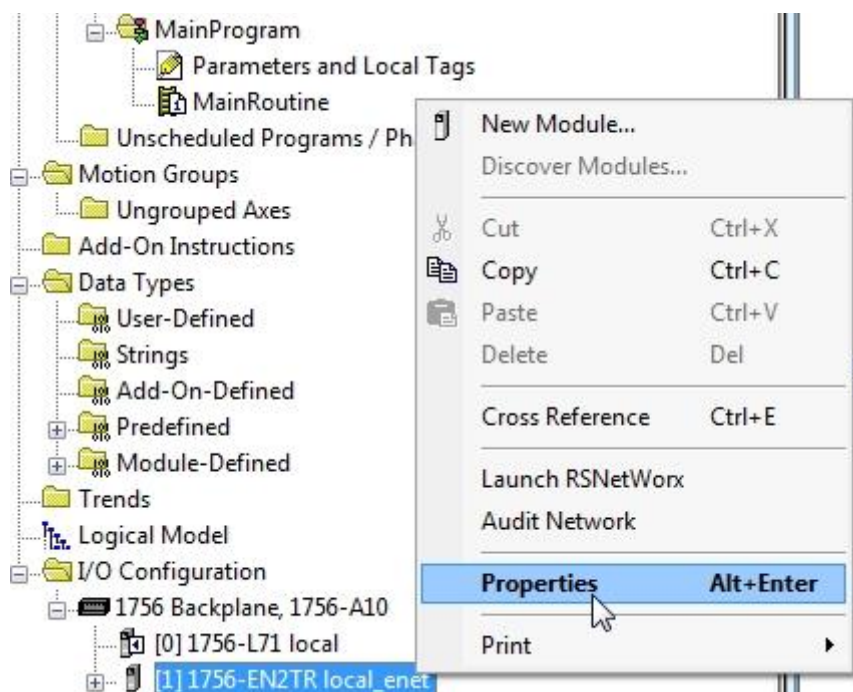 MainProgram
Parameters and Local Tags
MainRoutine
Unscheduled Programs / Ph
Motion Groups
Ungrouped Axes
Add-On Instructions
Data Types
User-Defined
Strings
Add-On-Defined
Predefined
Module-Defined
Trends
Logical Model
I/O Configuration
1756 Backplane, 1756-A10
[0] 1756-L71 local
[1] 1756-EN2TR local_enet
New Module...
Discover Modules...
Cut Ctrl+X
Copy Ctrl+C
Paste Ctrl+V
Delete Del
Cross Reference Ctrl+E
Launch RSNetWorx
Audit Network
Properties Alt+Enter
Print